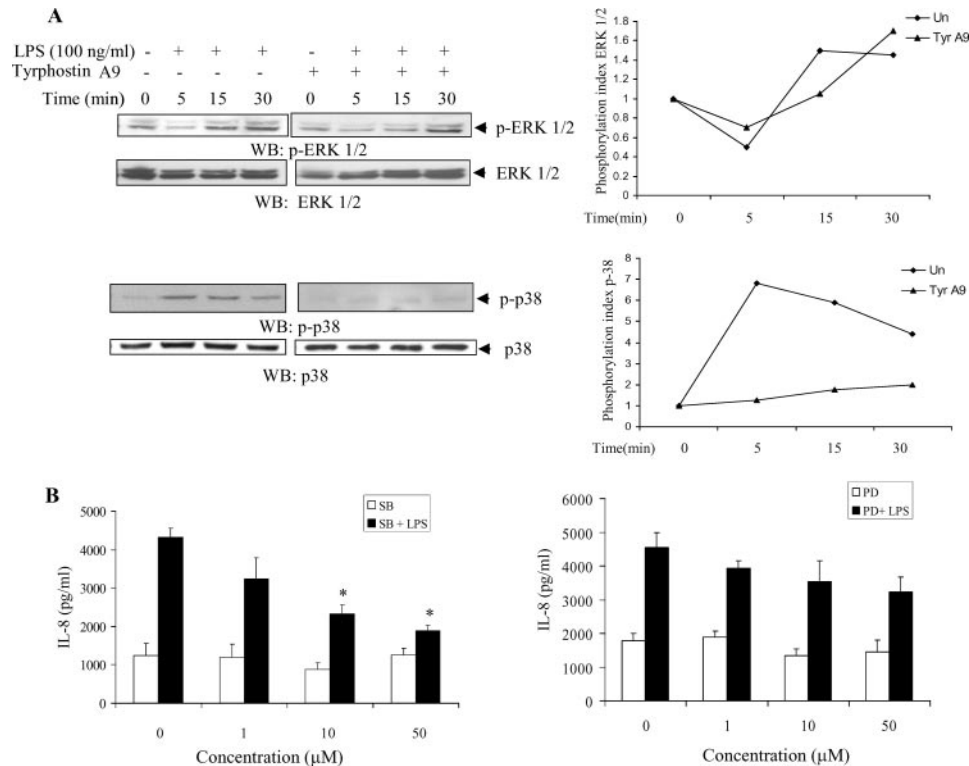 A
LPS (100 ng/ml) - + + + - + + +
Tyrphostin A9 - - - - + + + +
Time (min) 0 5 15 30 0 5 15 30
p-ERK 1/2
WB: p-ERK 1/2
ERK 1/2
WB: ERK 1/2
p-p38
WB: p-p38
p38
WB: p38
Phosphorylation index ERK 1/2
1.8
1.6
1.4
1.2
1
0.8
0.6
0.4
0.2
0
Un
Tyr A9
Time(min) 0 5 15 30
Phosphorylation index p-38
8
7
6
5
4
3
2
1
0
Un
Tyr A9
Time(min) 0 5 15 30
B
IL-8 (pg/ml)
5000
4000
3000
2000
1000
0
SB
SB + LPS
* *
0 1 10 50
Concentration (μM)
IL-8 (pg/ml)
6000
5000
4000
3000
2000
1000
0
PD
PD+ LPS
0 1 10 50
Concentration (μM)